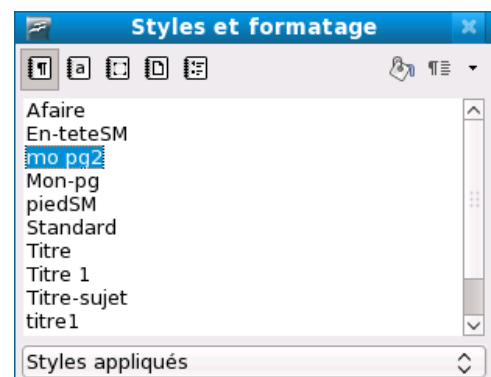 Styles et formatage
Afaire
En-teteSM
mo pg2
Mon-pg
piedSM
Standard
Titre
Titre 1
Titre-sujet
titre1
Styles appliqués